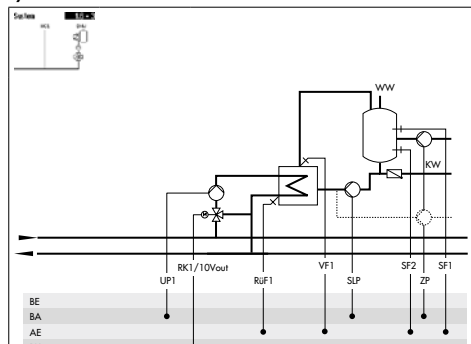 System
WW
KW
RK1/10Vout
UP1
RüF1
VF1
SLP
SF2
ZP
SF1
BE
BA
AE